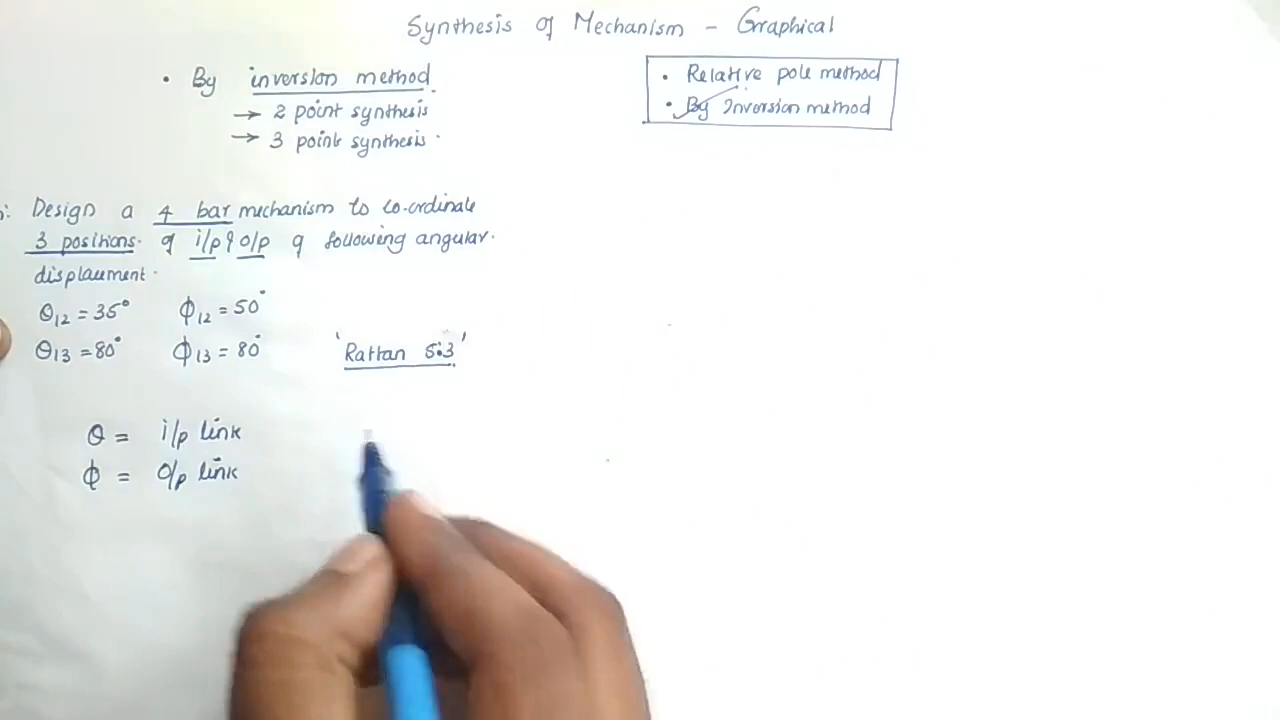 Synthesis of Mechanism - Graphical
• By inversion method.
→ 2 point synthesis
→ 3 point synthesis.
• Relative pole method
• By Inversion method
Design a 4 bar mechanism to co-ordinate
3 positions. of i/p & o/p of following angular.
displacement.
θ12 = 35° ϕ12 = 50°
θ13 = 80° ϕ13 = 80°
'Rattan 5.3'
θ = i/p link
ϕ = o/p link